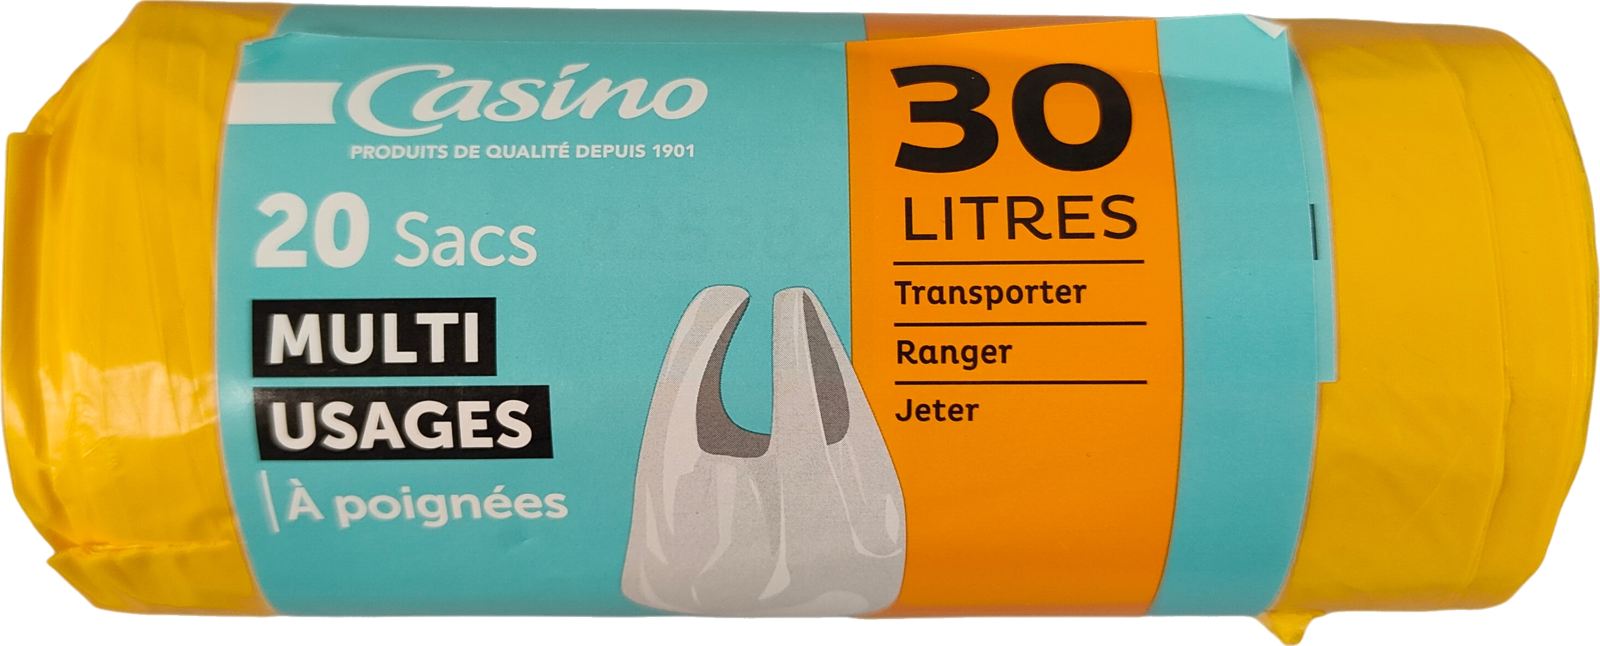 Casino
PRODUITS DE QUALITÉ DEPUIS 1901
20 Sacs
MULTI
USAGES
À poignées
30
LITRES
Transporter
Ranger
Jeter